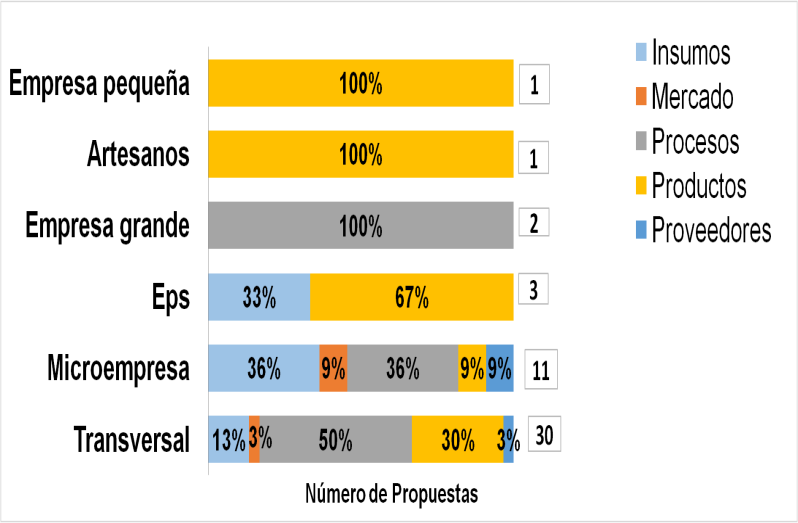 Empresa pequeña 100% 1
Artesanos 100% 1
Empresa grande 100% 2
Eps 33% 67% 3
Microempresa 36% 9% 36% 9% 9% 11
Transversal 13% 3% 50% 30% 3% 30
Número de Propuestas
Insumos
Mercado
Procesos
Productos
Proveedores